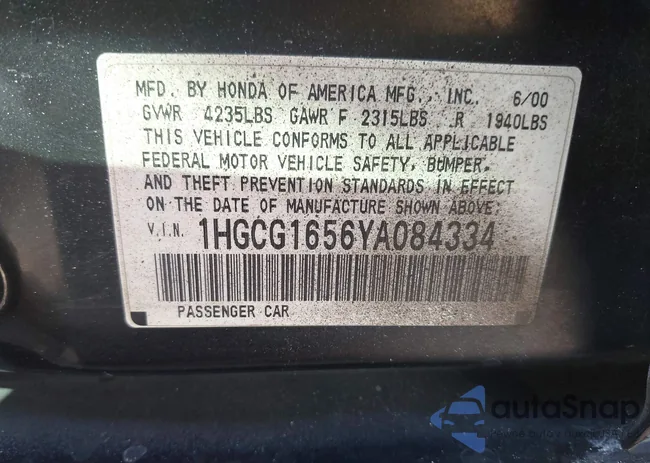 MFD. BY HONDA OF AMERICA MFG., INC. 6/00
GVWR 4235LBS GAWR F 2315LBS R 1940LBS
THIS VEHICLE CONFORMS TO ALL APPLICABLE
FEDERAL MOTOR VEHICLE SAFETY, BUMPER,
AND THEFT PREVENTION STANDARDS IN EFFECT
ON THE DATE OF MANUFACTURE SHOWN ABOVE.
V.I.N. 1HGCG1656YA084334
PASSENGER CAR
autoSnap